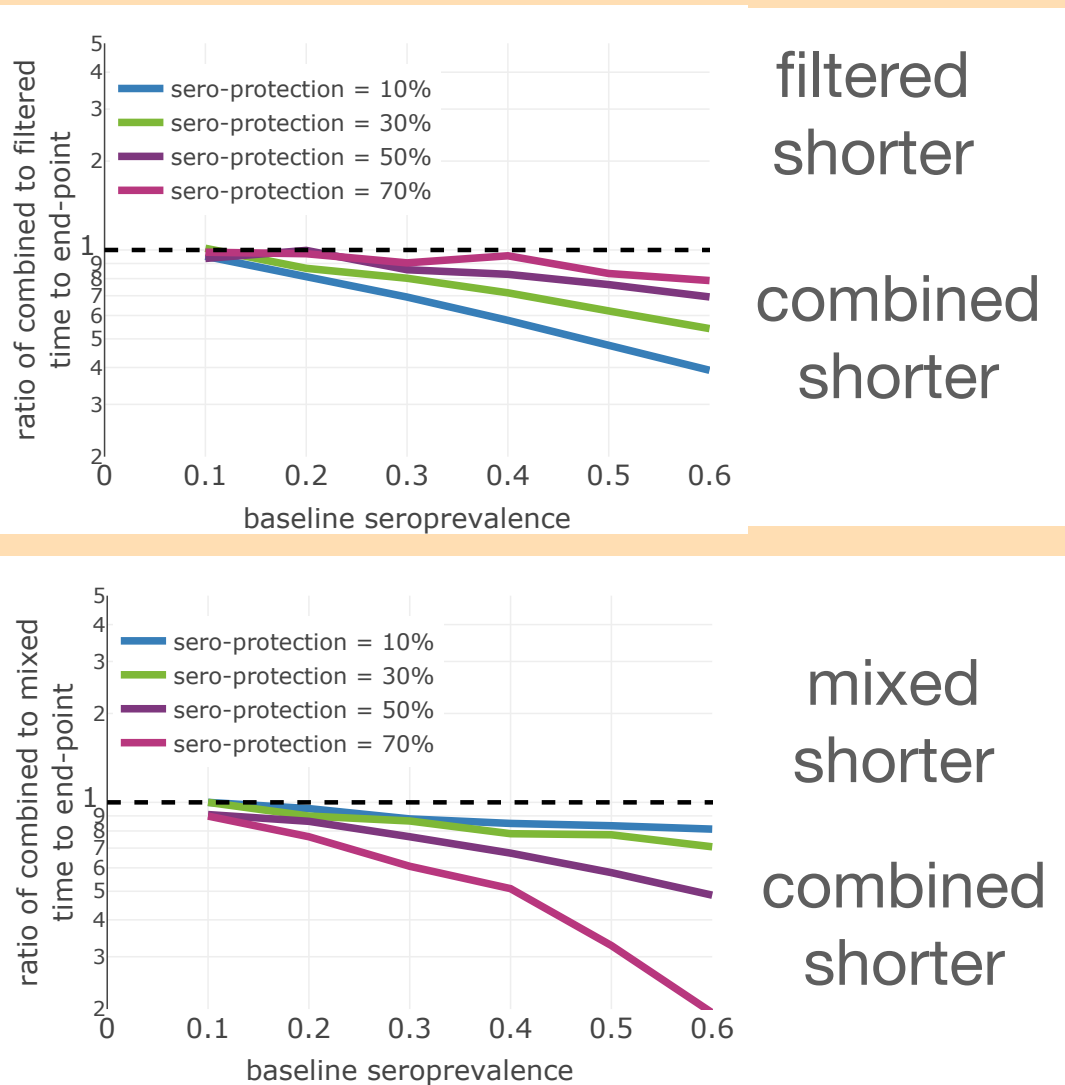 ratio of combined to filtered
time to end-point
5
4
3
2
1
9
8
7
6
5
4
3
2
sero-protection = 10%
sero-protection = 30%
sero-protection = 50%
sero-protection = 70%
0 0.1 0.2 0.3 0.4 0.5 0.6
baseline seroprevalence
filtered
shorter
combined
shorter
ratio of combined to mixed
time to end-point
5
4
3
2
1
9
8
7
6
5
4
3
2
sero-protection = 10%
sero-protection = 30%
sero-protection = 50%
sero-protection = 70%
0 0.1 0.2 0.3 0.4 0.5 0.6
baseline seroprevalence
mixed
shorter
combined
shorter